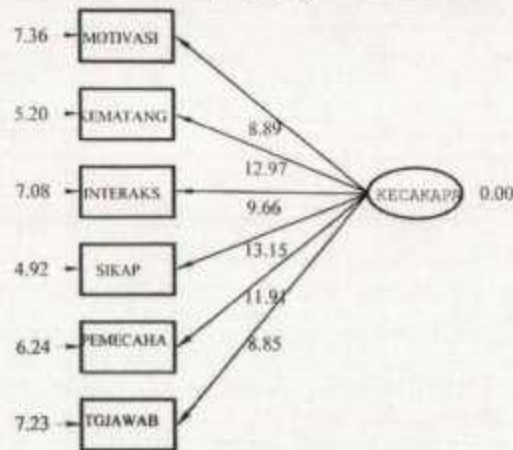 7.36 MOTIVASI
8.89
5.20 KEMATANG
12.97
7.08 INTERAKS
KECAKAPA 0.00
9.66
4.92 SIKAP
13.15
11.91
6.24 PEMECAHA
8.85
7.23 TGJAWAB